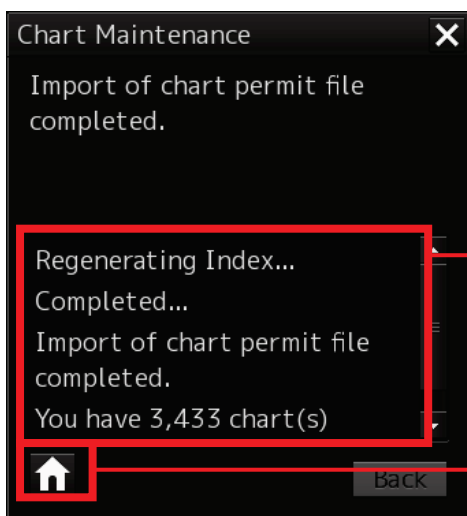 Chart Maintenance
Import of chart permit file
completed.
Regenerating Index...
Completed...
Import of chart permit file
completed.
You have 3,433 chart(s)
Back